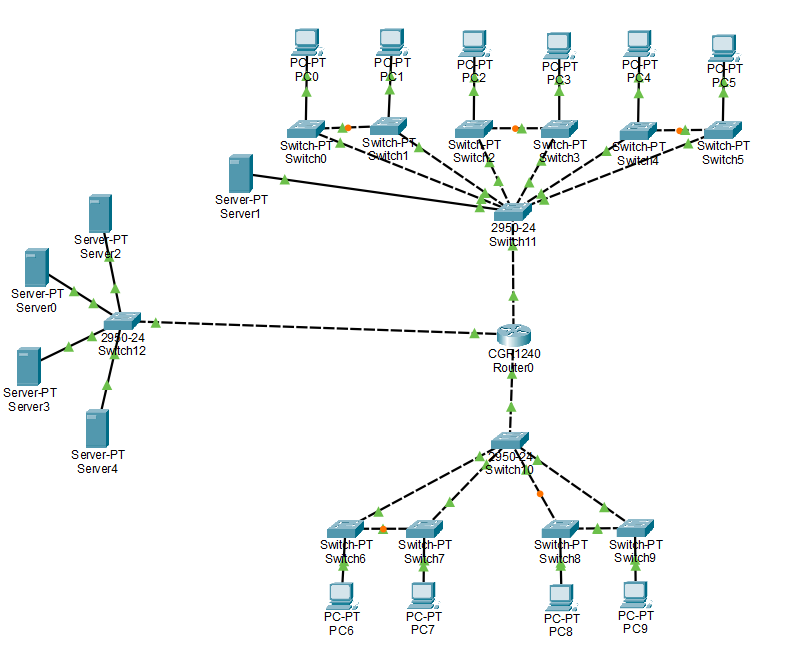 PC-PT
PC0
PC-PT
PC1
PC-PT
PC2
PC-PT
PC3
PC-PT
PC4
PC-PT
PC5
Switch-PT
Switch0
Switch-PT
Switch1
Switch-PT
Switch2
Switch-PT
Switch3
Switch-PT
Switch4
Switch-PT
Switch5
Server-PT
Server1
2950-24
Switch11
Server-PT
Server2
Server-PT
Server0
2950-24
Switch12
CGR1240
Router0
Server-PT
Server3
Server-PT
Server4
2950-24
Switch10
Switch-PT
Switch6
Switch-PT
Switch7
Switch-PT
Switch8
Switch-PT
Switch9
PC-PT
PC6
PC-PT
PC7
PC-PT
PC8
PC-PT
PC9